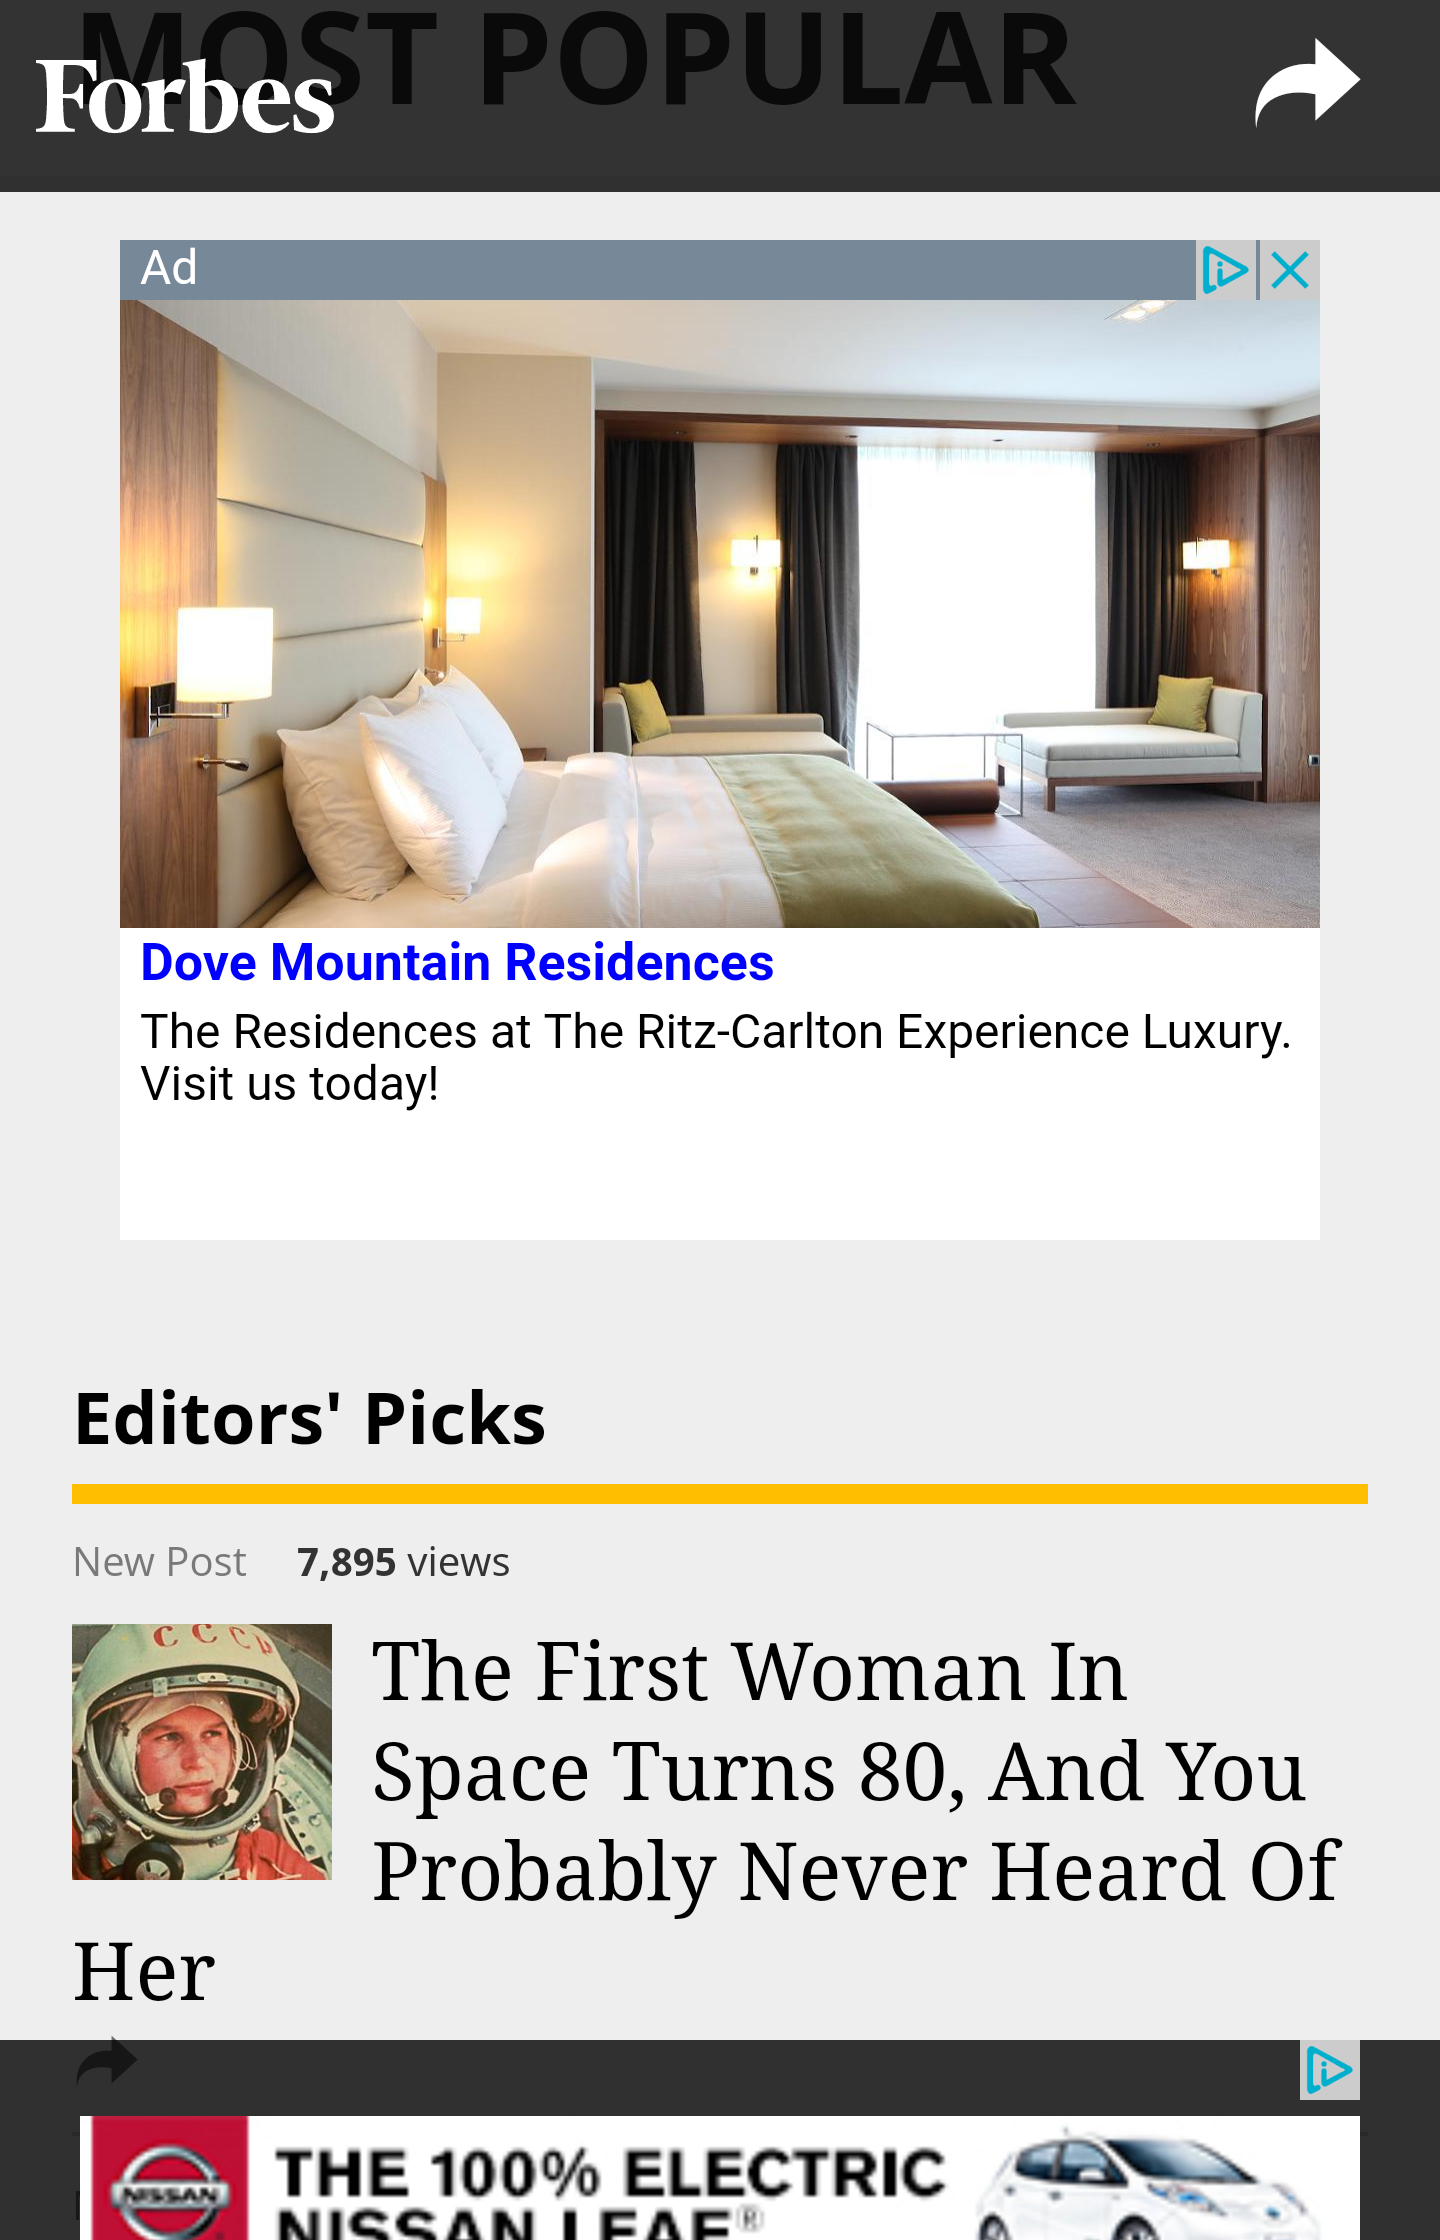 MOST POPULAR
Forbes
Ad
Dove Mountain Residences
The Residences at The Ritz-Carlton Experience Luxury.
Visit us today!
Editors' Picks
New Post 7,895 views
CCCP
The First Woman In
Space Turns 80, And You
Probably Never Heard Of
Her
NISSAN
THE 100% ELECTRIC
NISSAN LEAF®